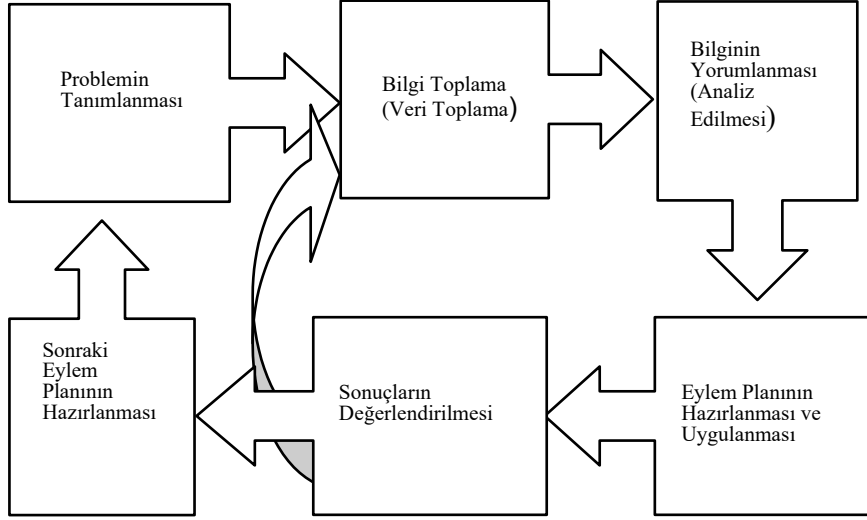 Problemin
Tanımlanması
Bilgi Toplama
(Veri Toplama)
Bilginin
Yorumlanması
(Analiz
Edilmesi)
Sonraki
Eylem
Planının
Hazırlanması
Sonuçların
Değerlendirilmesi
Eylem Planının
Hazırlanması ve
Uygulanması